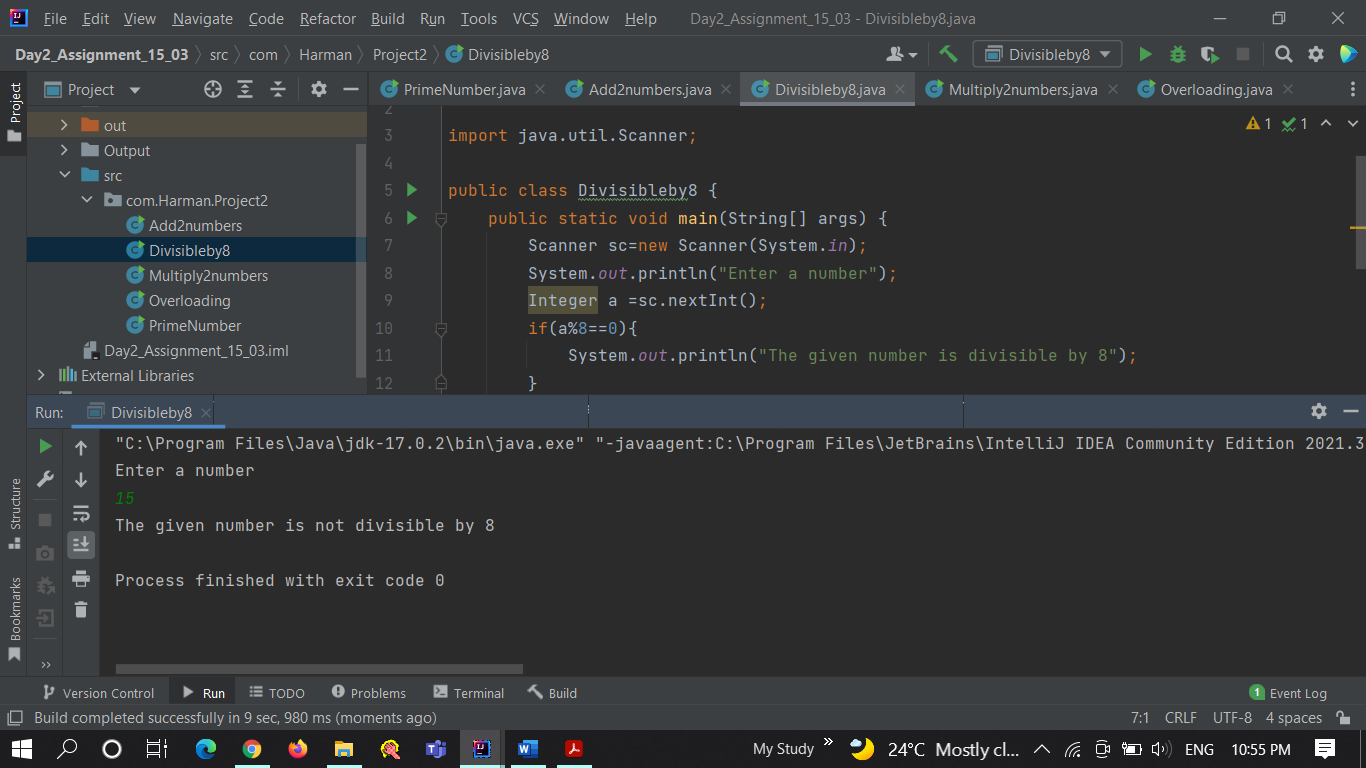 File Edit View Navigate Code Refactor Build Run Tools VCS Window Help Day2_Assignment_15_03 - Divisibleby8.java
Day2_Assignment_15_03 src com Harman Project2 Divisibleby8 Divisibleby8
Project
Project
PrimeNumber.java Add2numbers.java Divisibleby8.java Multiply2numbers.java Overloading.java
out
Output
src
com.Harman.Project2
Add2numbers
Divisibleby8
Multiply2numbers
Overloading
PrimeNumber
Day2_Assignment_15_03.iml
External Libraries
1 1
2
3 import java.util.Scanner;
4
5 public class Divisibleby8 {
6 public static void main(String[] args) {
7 Scanner sc=new Scanner(System.in);
8 System.out.println("Enter a number");
9 Integer a =sc.nextInt();
10 if(a%8==0){
11 System.out.println("The given number is divisible by 8");
12 }
Run: Divisibleby8
"C:\Program Files\Java\jdk-17.0.2\bin\java.exe" "-javaagent:C:\Program Files\JetBrains\IntelliJ IDEA Community Edition 2021.3
Enter a number
15
The given number is not divisible by 8
Process finished with exit code 0
Structure
Bookmarks
Version Control Run TODO Problems Terminal Build 1 Event Log
Build completed successfully in 9 sec, 980 ms (moments ago) 7:1 CRLF UTF-8 4 spaces
My Study 24°C Mostly cl... ENG 10:55 PM